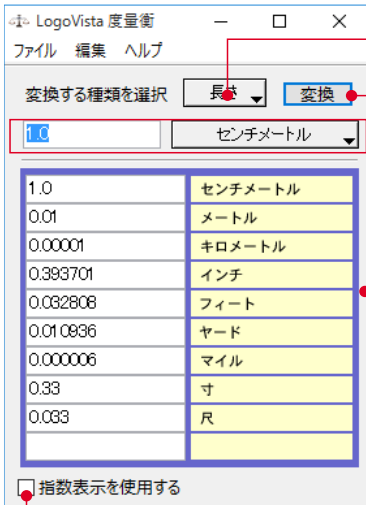 LogoVista 度量衡
ファイル 編集 ヘルプ
変換する種類を選択 長さ 変換
1.0 センチメートル
1.0 センチメートル
0.01 メートル
0.00001 キロメートル
0.393701 インチ
0.032808 フィート
0.010936 ヤード
0.000006 マイル
0.33 寸
0.033 尺
指数表示を使用する